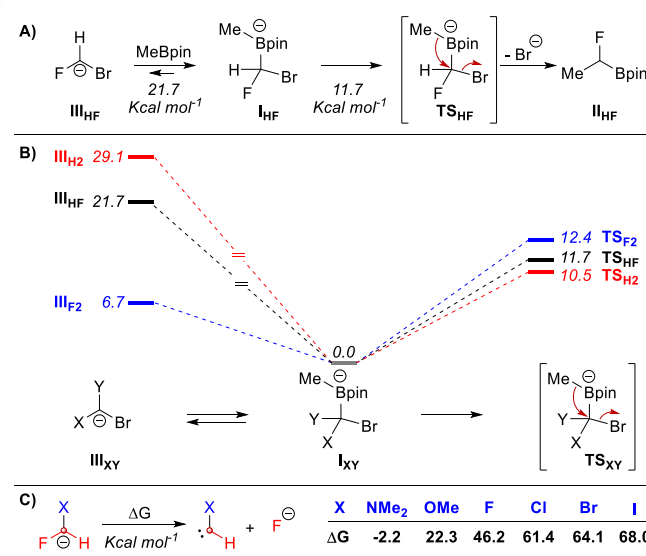 A)
H
F
Br
⊖
III_HF
MeBpin
21.7
Kcal mol⁻¹
Me ⊖
Bpin
H
Br
F
I_HF
11.7
Kcal mol⁻¹
Me ⊖
Bpin
H
Br
F
TS_HF
- Br⊖
F
Me
Bpin
II_HF
B)
III_H2 29.1
III_HF 21.7
III_F2 6.7
12.4 TS_F2
11.7 TS_HF
10.5 TS_H2
0.0
Y
X
Br
⊖
III_XY
Me ⊖
Bpin
Y
Br
X
I_XY
Me ⊖
Bpin
Y
Br
X
TS_XY
C)
X
F
H
⊖
ΔG
Kcal mol⁻¹
X
:
H
+
F⊖
X NMe₂ OMe F Cl Br I
ΔG -2.2 22.3 46.2 61.4 64.1 68.0